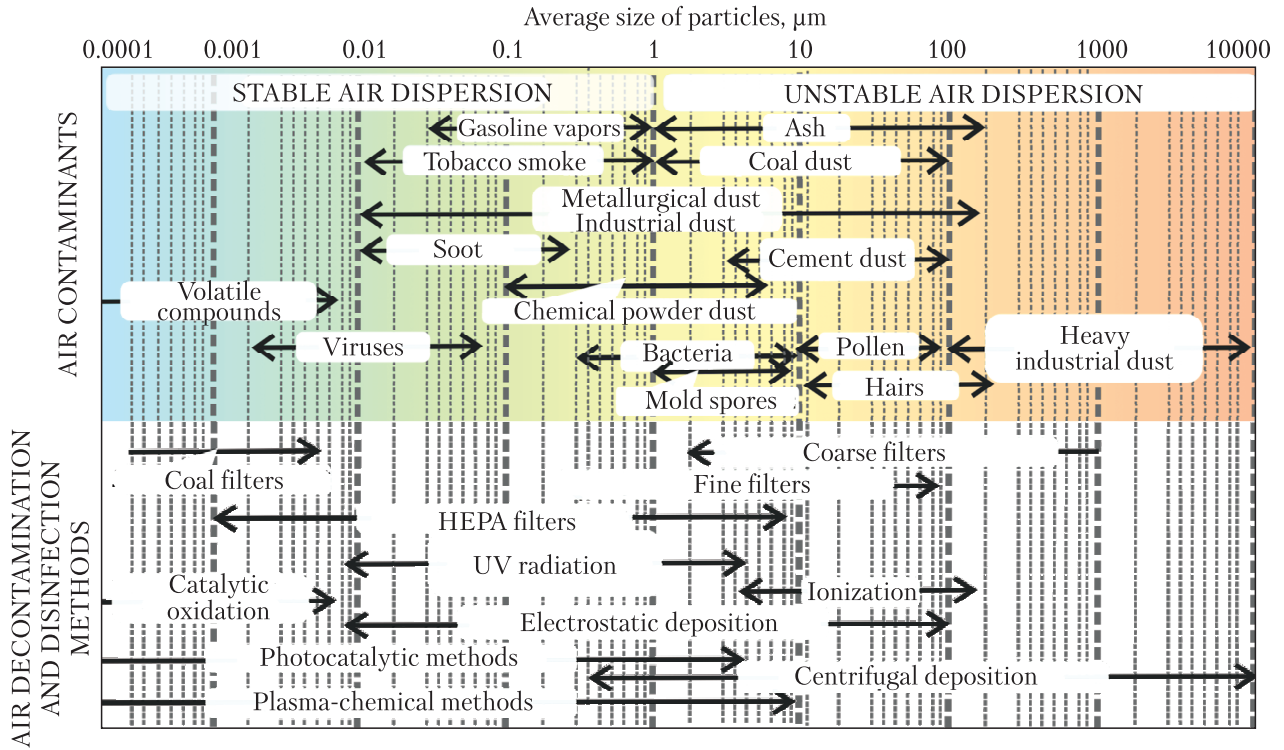 Average size of particles, µm
0.0001 0.001 0.01 0.1 1 10 100 1000 10000
STABLE AIR DISPERSION UNSTABLE AIR DISPERSION
AIR CONTAMINANTS
Gasoline vapors Ash
Tobacco smoke Coal dust
Metallurgical dust
Industrial dust
Soot Cement dust
Volatile
compounds
Chemical powder dust
Viruses Bacteria Pollen
Heavy
industrial dust
Hairs
Mold spores
AIR DECONTAMINATION
AND DISINFECTION
METHODS
Coarse filters
Coal filters Fine filters
HEPA filters
UV radiation
Catalytic
oxidation
Ionization
Electrostatic deposition
Photocatalytic methods
Centrifugal deposition
Plasma-chemical methods